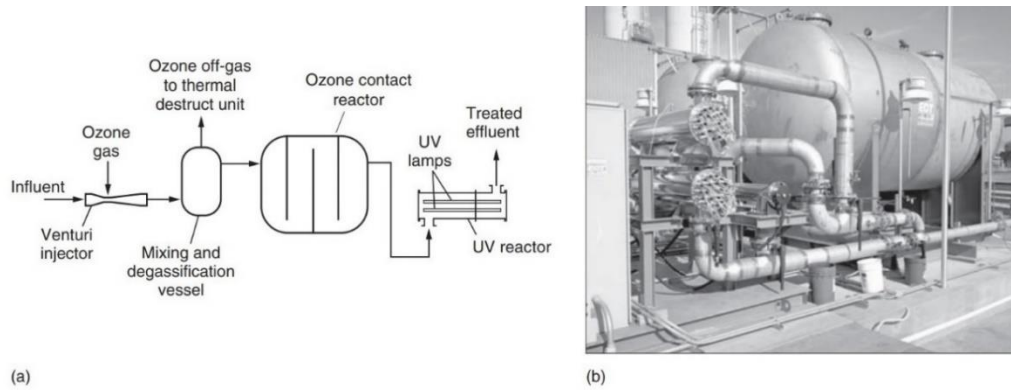 Ozone off-gas
to thermal
destruct unit
Ozone contact
reactor
Treated
effluent
Ozone
gas
UV
lamps
Influent
Venturi
injector
UV reactor
Mixing and
degassification
vessel
(a)
(b)